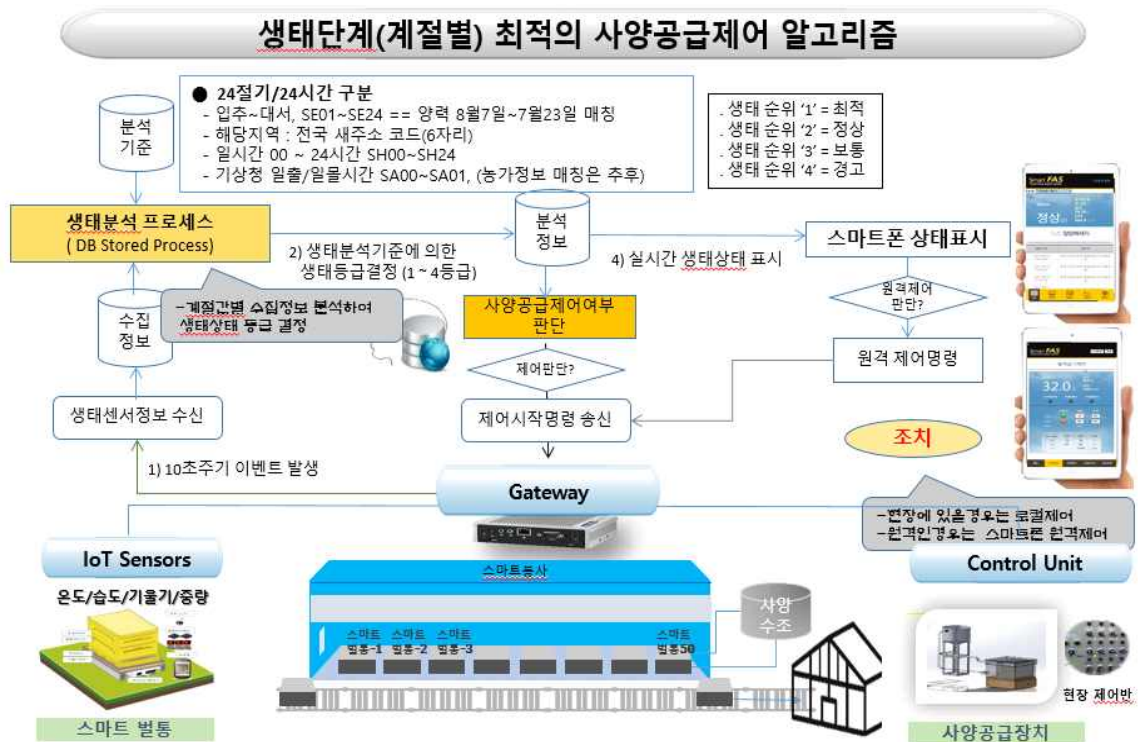 생태단계(계절별) 최적의 사양공급제어 알고리즘
● 24절기/24시간 구분
- 입추~대서, SE01~SE24 == 양력 8월7일~7월23일 매칭
- 해당지역 : 전국 새주소 코드(6자리)
- 일시간 00 ~ 24시간 SH00~SH24
- 기상청 일출/일몰시간 SA00~SA01, (농가정보 매칭은 추후)
. 생태 순위 '1' = 최적
. 생태 순위 '2' = 정상
. 생태 순위 '3' = 보통
. 생태 순위 '4' = 경고
분석
기준
생태분석 프로세스
( DB Stored Process)
2) 생태분석기준에 의한
생태등급결정 (1 ~ 4등급)
분석
정보
4) 실시간 생태상태 표시
스마트폰 상태표시
원격제어
판단?
원격 제어명령
수집
정보
-계절간별 수집정보 분석하여
생태상태 등급 결정
사양공급제어여부
판단
제어판단?
제어시작명령 송신
생태센서정보 수신
1) 10초주기 이벤트 발생
Smart FAS
정상
Smart FAS
32.0
조치
-현장에 있을경우는 로컬제어
-원격인경우는 스마트폰 원격제어
Gateway
IoT Sensors
온도/습도/기울기/중량
스마트 벌통
스마트봉사
스마트
벌통-1
스마트
벌통-2
스마트
벌통-3
스마트
벌통50
사양
수조
Control Unit
현장 제어반
사양공급장치